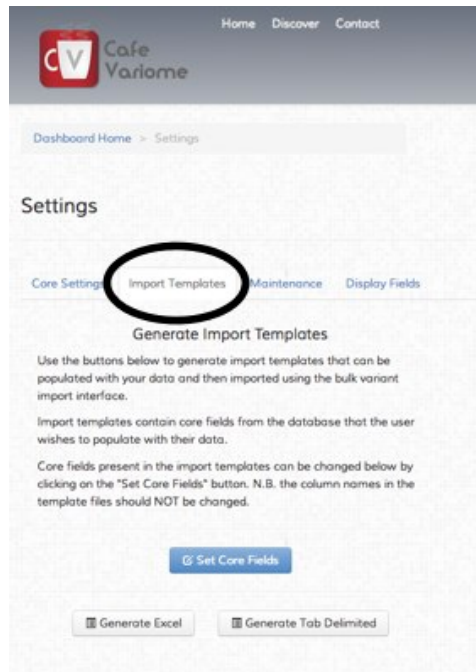 Home Discover Contact
CV Cafe
Variome
Dashboard Home > Settings
Settings
Core Settings Import Templates Maintenance Display Fields
Generate Import Templates
Use the buttons below to generate import templates that can be
populated with your data and then imported using the bulk variant
import interface.
Import templates contain core fields from the database that the user
wishes to populate with their data.
Core fields present in the import templates can be changed below by
clicking on the "Set Core Fields" button. N.B. the column names in the
template files should NOT be changed.
Set Core Fields
Generate Excel Generate Tab Delimited